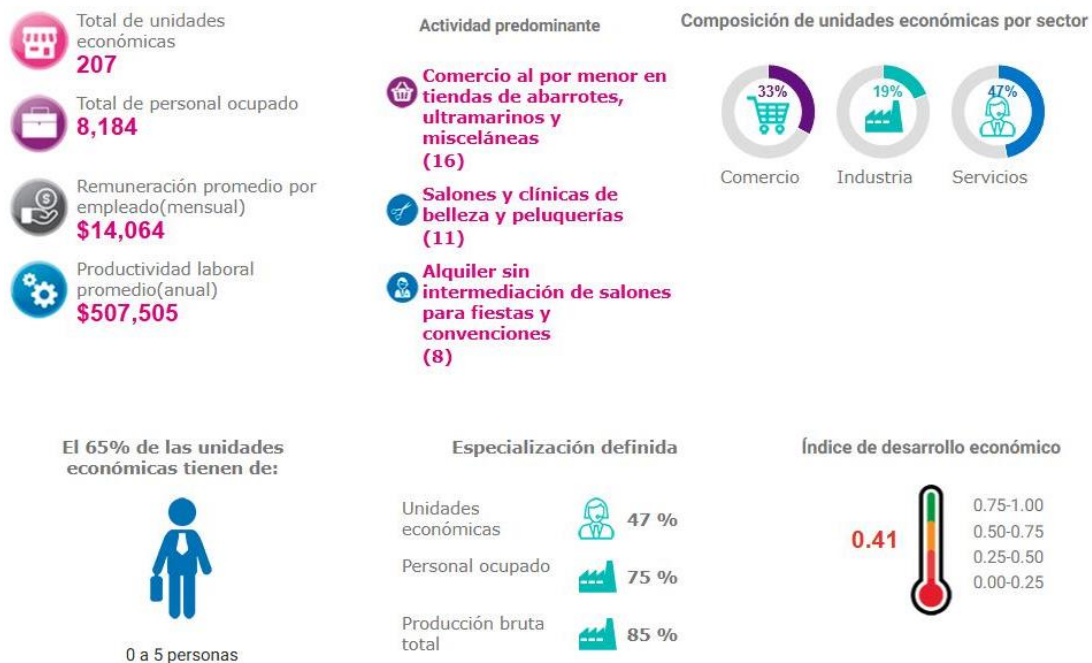 Total de unidades
económicas
207
Total de personal ocupado
8,184
Remuneración promedio por
empleado(mensual)
$14,064
Productividad laboral
promedio(anual)
$507,505
Actividad predominante
Comercio al por menor en
tiendas de abarrotes,
ultramarinos y
misceláneas
(16)
Salones y clínicas de
belleza y peluquerías
(11)
Alquiler sin
intermediación de salones
para fiestas y
convenciones
(8)
Composición de unidades económicas por sector
33%
19%
47%
Comercio
Industria
Servicios
El 65% de las unidades
económicas tienen de:
0 a 5 personas
Especialización definida
Unidades
económicas
47 %
Personal ocupado
75 %
Producción bruta
total
85 %
Índice de desarrollo económico
0.41
0.75-1.00
0.50-0.75
0.25-0.50
0.00-0.25